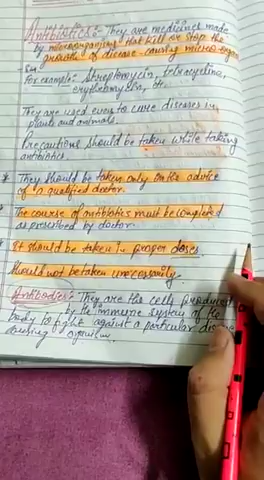 Antibiotics:- They are medicines made
by microorganisms that kill or stop the
growth of disease-causing micro-organ
For example: Streptomycin, tetracycline,
erythromycin, etc.
They are used even to cure diseases in
plants and animals.
Precautions should be taken while taking
antibiotics.
* They should be taken only on the advice
of a qualified doctor.
* The course of antibiotics must be completed
as prescribed by doctor.
* It should be taken in proper doses
should not be taken unnecessarily.
Antibodies:- They are the cells produced
by the immune system of the
body to fight against a particular dis
causing organism.